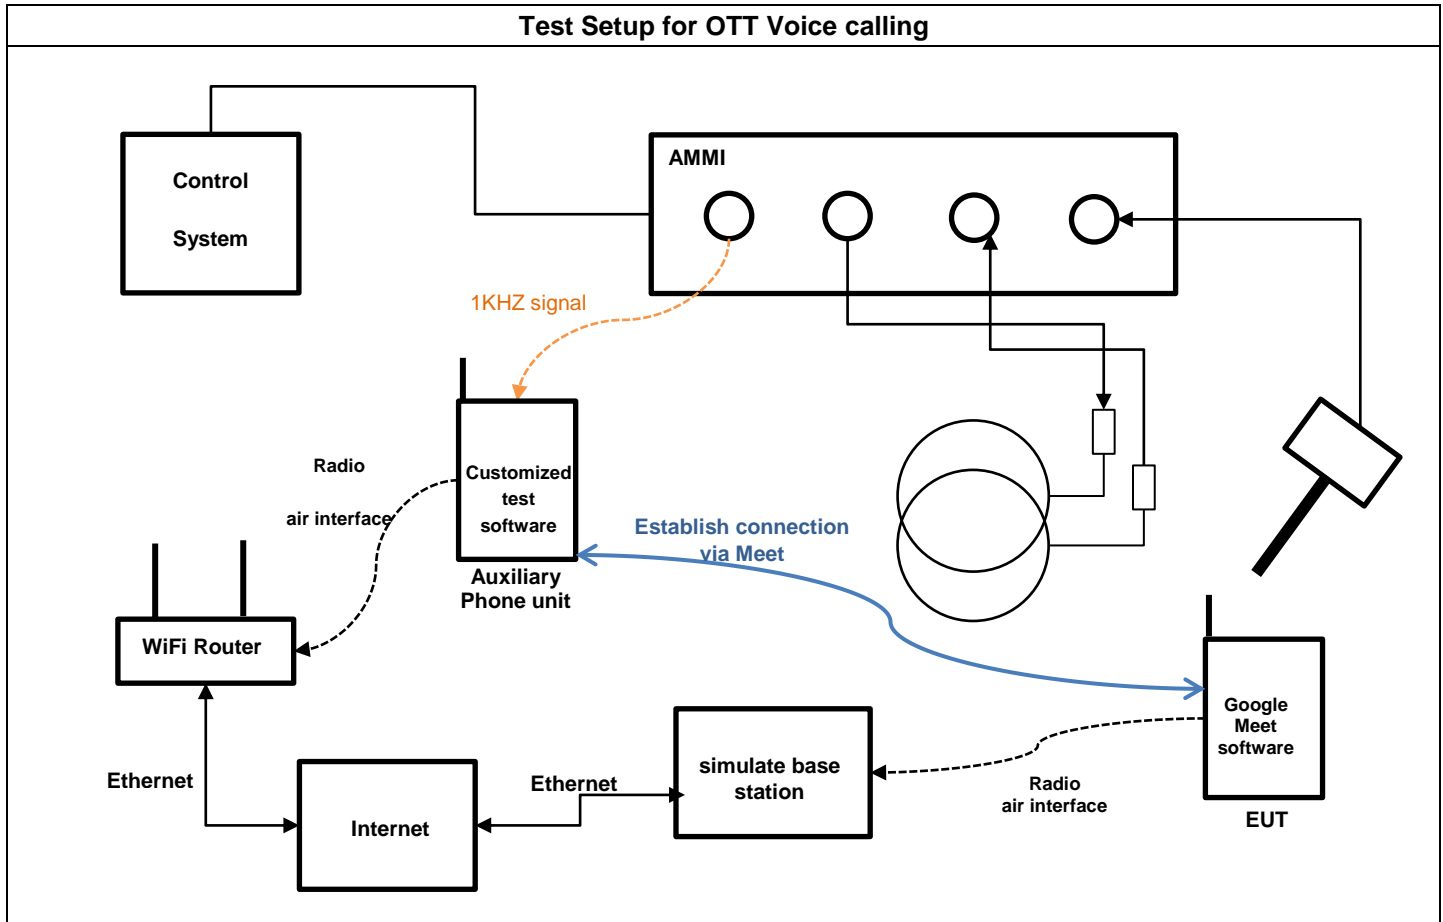 Test Setup for OTT Voice calling
Control
System
AMMI
1KHZ signal
Radio
air interface
Customized
test
software
Auxiliary
Phone unit
Establish connection
via Meet
WiFi Router
Google
Meet
software
EUT
simulate base
station
Radio
air interface
Ethernet
Ethernet
Internet